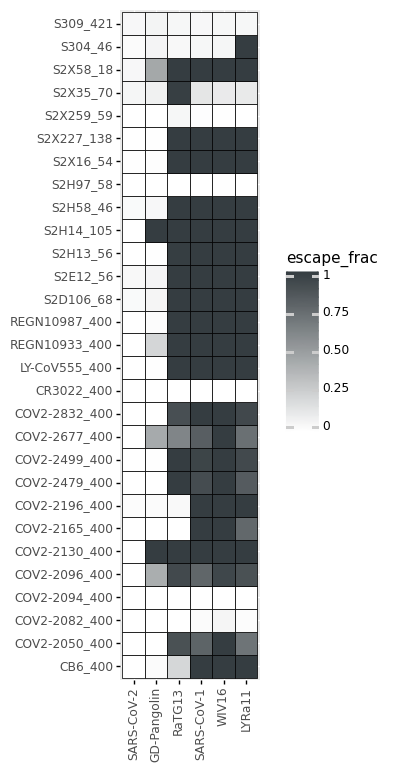 S309_421
S304_46
S2X58_18
S2X35_70
S2X259_59
S2X227_138
S2X16_54
S2H97_58
S2H58_46
S2H14_105
S2H13_56
S2E12_56
S2D106_68
REGN10987_400
REGN10933_400
LY-CoV555_400
CR3022_400
COV2-2832_400
COV2-2677_400
COV2-2499_400
COV2-2479_400
COV2-2196_400
COV2-2165_400
COV2-2130_400
COV2-2096_400
COV2-2094_400
COV2-2082_400
COV2-2050_400
CB6_400
SARS-CoV-2
GD-Pangolin
RaTG13
SARS-CoV-1
WIV16
LYRa11
escape_frac
1
0.75
0.50
0.25
0